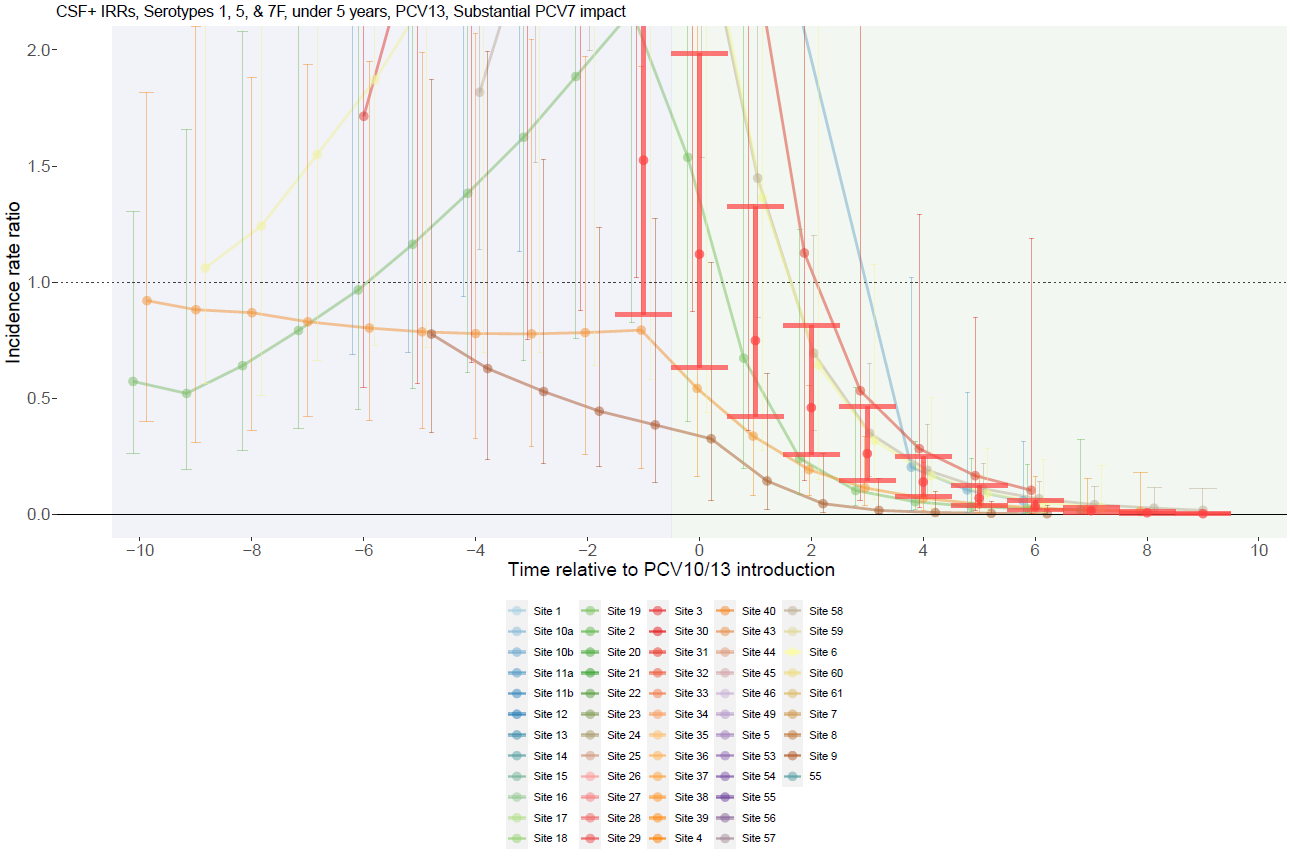 CSF+ IRRs, Serotypes 1, 5, & 7F, under 5 years, PCV13, Substantial PCV7 impact
Incidence rate ratio
2.0
1.5
1.0
0.5
0.0
−10 −8 −6 −4 −2 0 2 4 6 8 10
Time relative to PCV10/13 introduction
Site 1 Site 19 Site 3 Site 40 Site 58
Site 10a Site 2 Site 30 Site 43 Site 59
Site 10b Site 20 Site 31 Site 44 Site 6
Site 11a Site 21 Site 32 Site 45 Site 60
Site 11b Site 22 Site 33 Site 46 Site 61
Site 12 Site 23 Site 34 Site 49 Site 7
Site 13 Site 24 Site 35 Site 5 Site 8
Site 14 Site 25 Site 36 Site 53 Site 9
Site 15 Site 26 Site 37 Site 54 55
Site 16 Site 27 Site 38 Site 55
Site 17 Site 28 Site 39 Site 56
Site 18 Site 29 Site 4 Site 57